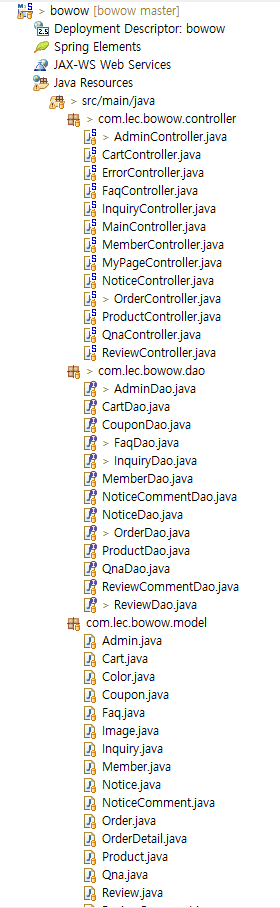 > bowow [bowow master]
Deployment Descriptor: bowow
Spring Elements
JAX-WS Web Services
Java Resources
> src/main/java
> com.lec.bowow.controller
> AdminController.java
CartController.java
ErrorController.java
FaqController.java
InquiryController.java
MainController.java
MemberController.java
MyPageController.java
NoticeController.java
> OrderController.java
ProductController.java
QnaController.java
ReviewController.java
> com.lec.bowow.dao
> AdminDao.java
CartDao.java
CouponDao.java
> FaqDao.java
> InquiryDao.java
MemberDao.java
NoticeCommentDao.java
NoticeDao.java
> OrderDao.java
ProductDao.java
QnaDao.java
ReviewCommentDao.java
> ReviewDao.java
com.lec.bowow.model
Admin.java
Cart.java
Color.java
Coupon.java
Faq.java
Image.java
Inquiry.java
Member.java
Notice.java
NoticeComment.java
Order.java
OrderDetail.java
Product.java
Qna.java
Review.java